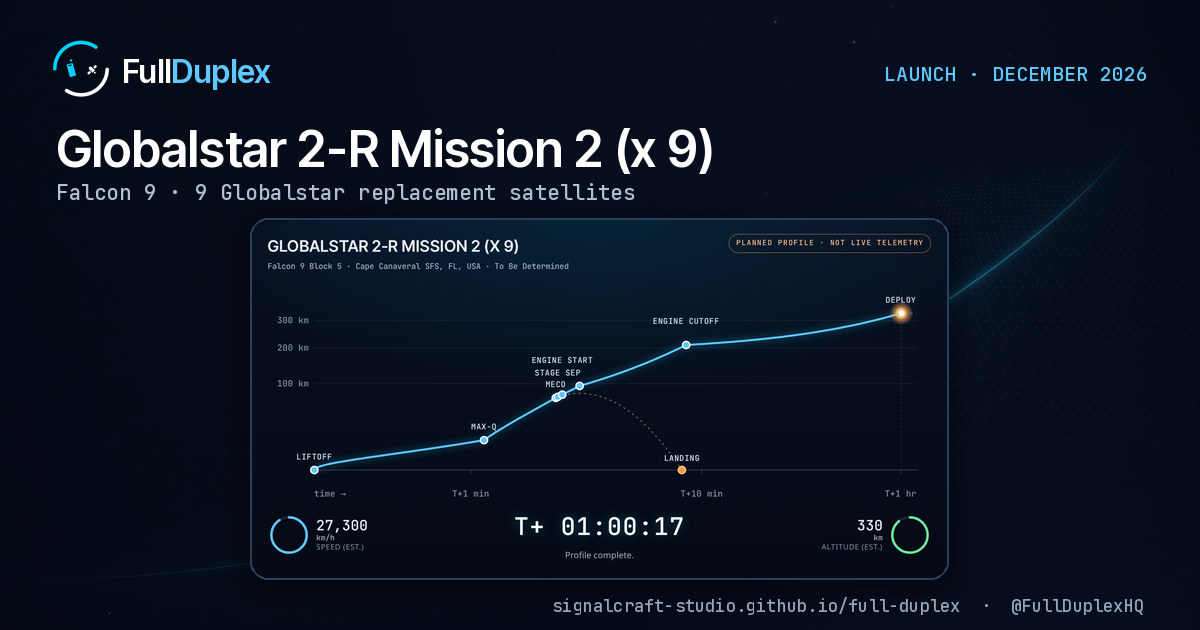 FullDuplex
LAUNCH · DECEMBER 2026
Globalstar 2-R Mission 2 (x 9)
Falcon 9 · 9 Globalstar replacement satellites
GLOBALSTAR 2-R MISSION 2 (X 9)
PLANNED PROFILE · NOT LIVE TELEMETRY
Falcon 9 Block 5 · Cape Canaveral SFS, FL, USA · To Be Determined
DEPLOY
300 km
ENGINE CUTOFF
200 km
ENGINE START
STAGE SEP
100 km
MECO
MAX-Q
LIFTOFF
LANDING
time →
T+1 min
T+10 min
T+1 hr
27,300
km/h
SPEED (EST.)
T+ 01:00:17
Profile complete.
330
km
ALTITUDE (EST.)
signalcraft-studio.github.io/full-duplex · @FullDuplexHQ